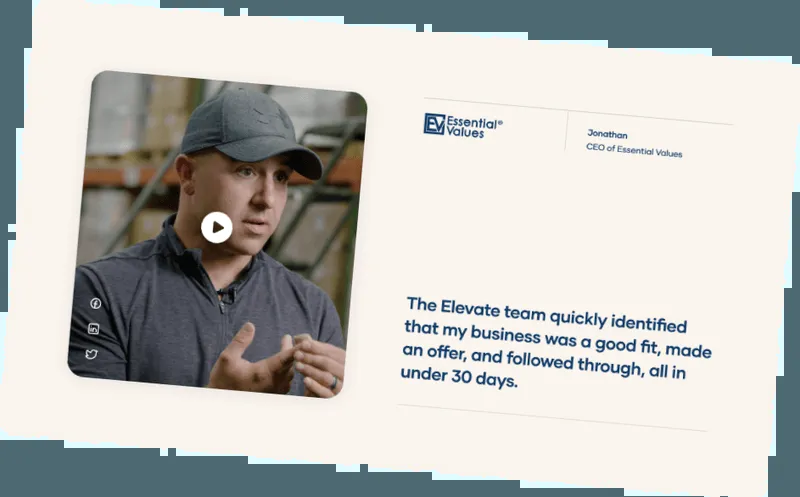 EV Essential®
Values
Jonathan
CEO of Essential Values
The Elevate team quickly identified
that my business was a good fit, made
an offer, and followed through, all in
under 30 days.